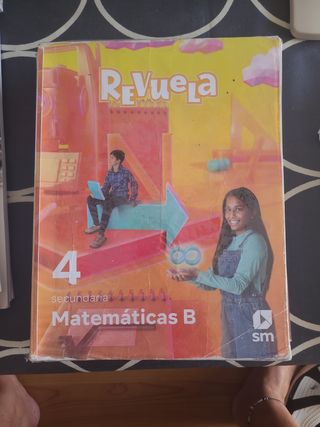 REVUELA
4
secundaria
Matemáticas B
sm